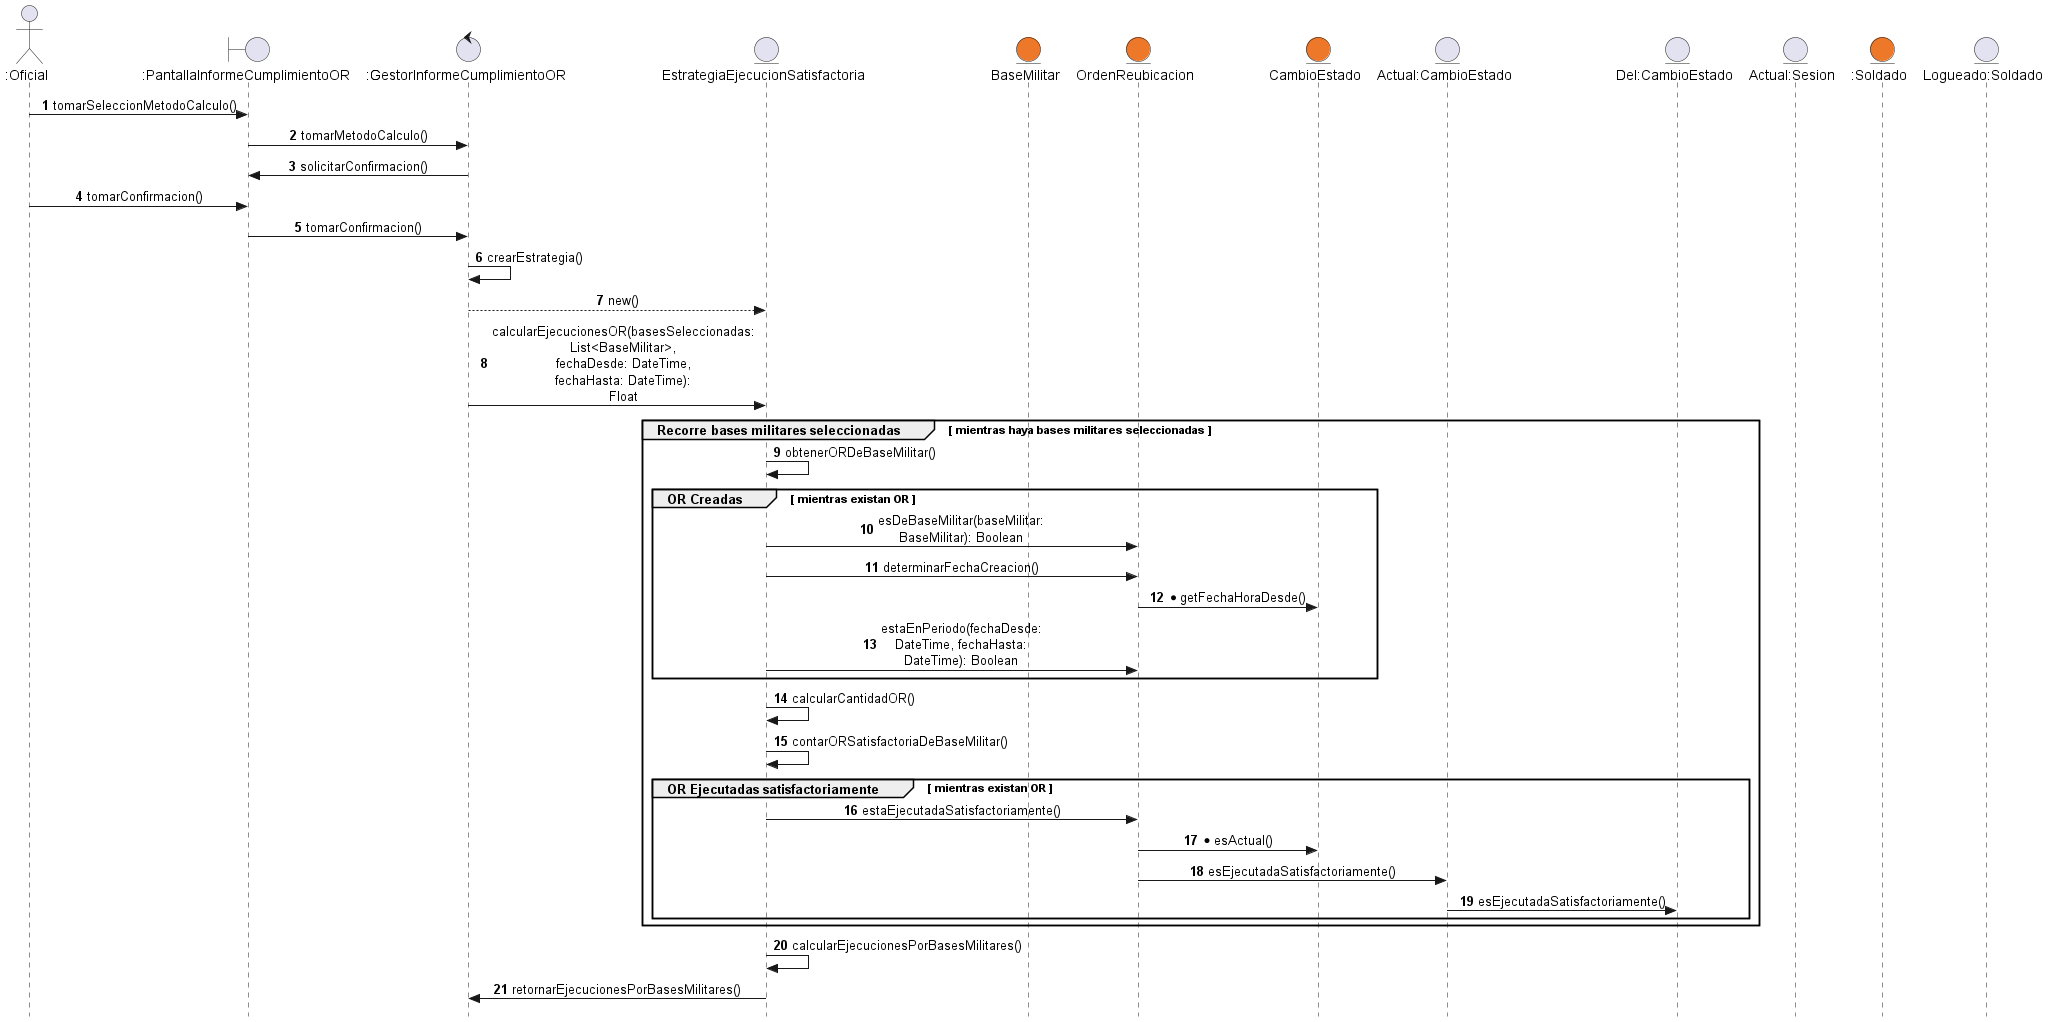 :Oficial
:PantallaInformeCumplimientoOR
:GestorInformeCumplimientoOR
EstrategiaEjecucionSatisfactoria
BaseMilitar
OrdenReubicacion
CambioEstado
Actual:CambioEstado
Del:CambioEstado
Actual:Sesion
:Soldado
Logueado:Soldado
1 tomarSeleccionMetodoCalculo()
2 tomarMetodoCalculo()
3 solicitarConfirmacion()
4 tomarConfirmacion()
5 tomarConfirmacion()
6 crearEstrategia()
7 new()
calcularEjecucionesOR(basesSeleccionadas:
List<BaseMilitar>,
8 fechaDesde: DateTime,
fechaHasta: DateTime):
Float
Recorre bases militares seleccionadas [ mientras haya bases militares seleccionadas ]
9 obtenerORDeBaseMilitar()
OR Creadas [ mientras existan OR ]
10 esDeBaseMilitar(baseMilitar:
BaseMilitar): Boolean
11 determinarFechaCreacion()
12 • getFechaHoraDesde()
estaEnPeriodo(fechaDesde:
13 DateTime, fechaHasta:
DateTime): Boolean
14 calcularCantidadOR()
15 contarORSatisfactoriaDeBaseMilitar()
OR Ejecutadas satisfactoriamente [ mientras existan OR ]
16 estaEjecutadaSatisfactoriamente()
17 • esActual()
18 esEjecutadaSatisfactoriamente()
19 esEjecutadaSatisfactoriamente()
20 calcularEjecucionesPorBasesMilitares()
21 retornarEjecucionesPorBasesMilitares()